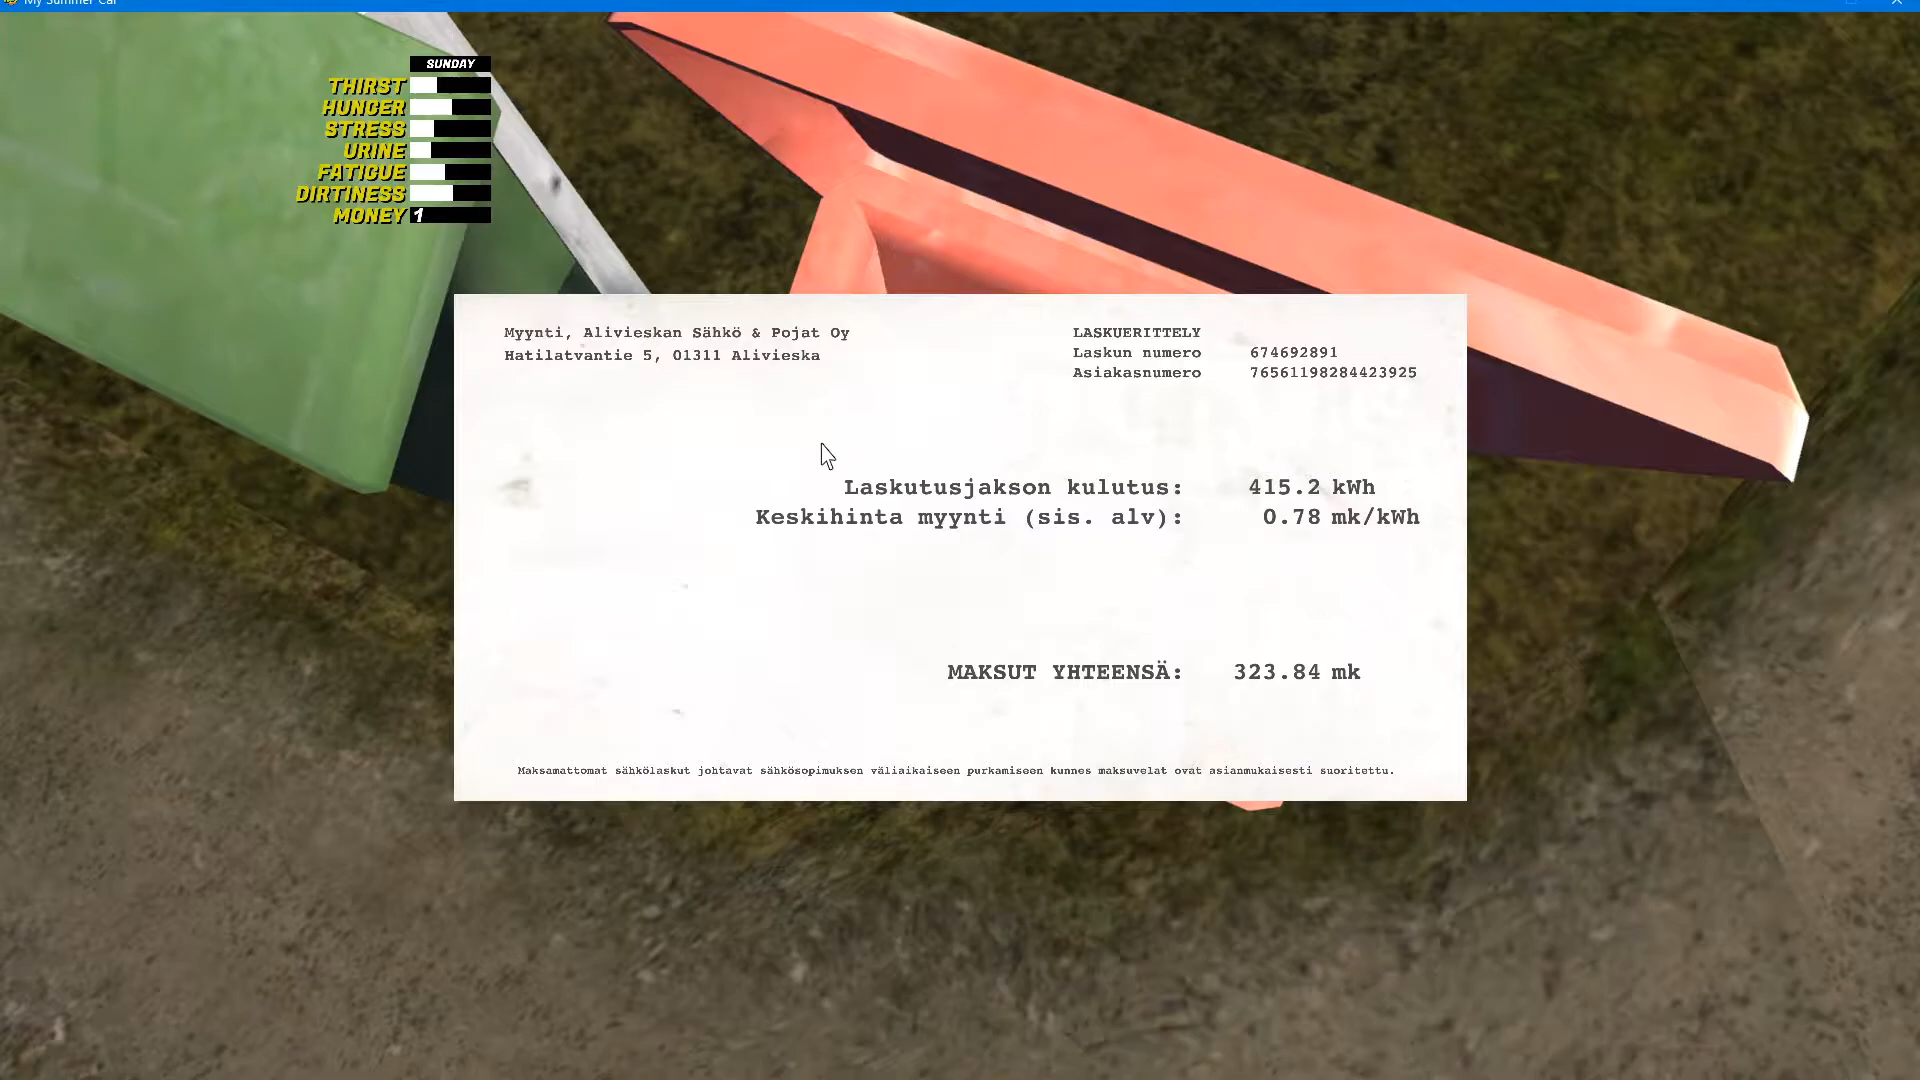 My Summer Car
SUNDAY
THIRST
HUNGER
STRESS
URINE
FATIGUE
DIRTINESS
MONEY 1
Myynti, Alivieskan Sähkö & Pojat Oy
Hatilatvantie 5, 01311 Alivieska
LASKUERITTELY
Laskun numero 674692891
Asiakasnumero 76561198284423925
Laskutusjakson kulutus: 415.2 kWh
Keskihinta myynti (sis. alv): 0.78 mk/kWh
MAKSUT YHTEENSÄ: 323.84 mk
Maksamattomat sähkölaskut johtavat sähkösopimuksen väliaikaiseen purkamiseen kunnes maksuvelat ovat asianmukaisesti suoritettu.